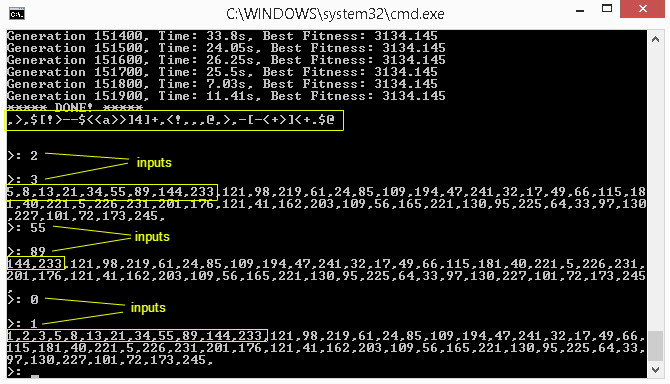 C:\WINDOWS\system32\cmd.exe
Generation 151400, Time: 33.8s, Best Fitness: 3134.145
Generation 151500, Time: 24.05s, Best Fitness: 3134.145
Generation 151600, Time: 26.25s, Best Fitness: 3134.145
Generation 151700, Time: 25.5s, Best Fitness: 3134.145
Generation 151800, Time: 7.03s, Best Fitness: 3134.145
Generation 151900, Time: 11.41s, Best Fitness: 3134.145
***** DONE! *****
,>,$[!>--$<<a>>]4]+,<!,,,@,>,-[-<+>]<+.$@
>: 2
inputs
>: 3
5,8,13,21,34,55,89,144,233,121,98,219,61,24,85,109,194,47,241,32,17,49,66,115,18
1,40,221,5,226,231,201,176,121,41,162,203,109,56,165,221,130,95,225,64,33,97,130
,227,101,72,173,245,
>: 55
inputs
>: 89
144,233,121,98,219,61,24,85,109,194,47,241,32,17,49,66,115,181,40,221,5,226,231,
201,176,121,41,162,203,109,56,165,221,130,95,225,64,33,97,130,227,101,72,173,245
,
>: 0
inputs
>: 1
1,2,3,5,8,13,21,34,55,89,144,233,121,98,219,61,24,85,109,194,47,241,32,17,49,66,
115,181,40,221,5,226,231,201,176,121,41,162,203,109,56,165,221,130,95,225,64,33,
97,130,227,101,72,173,245,
>: